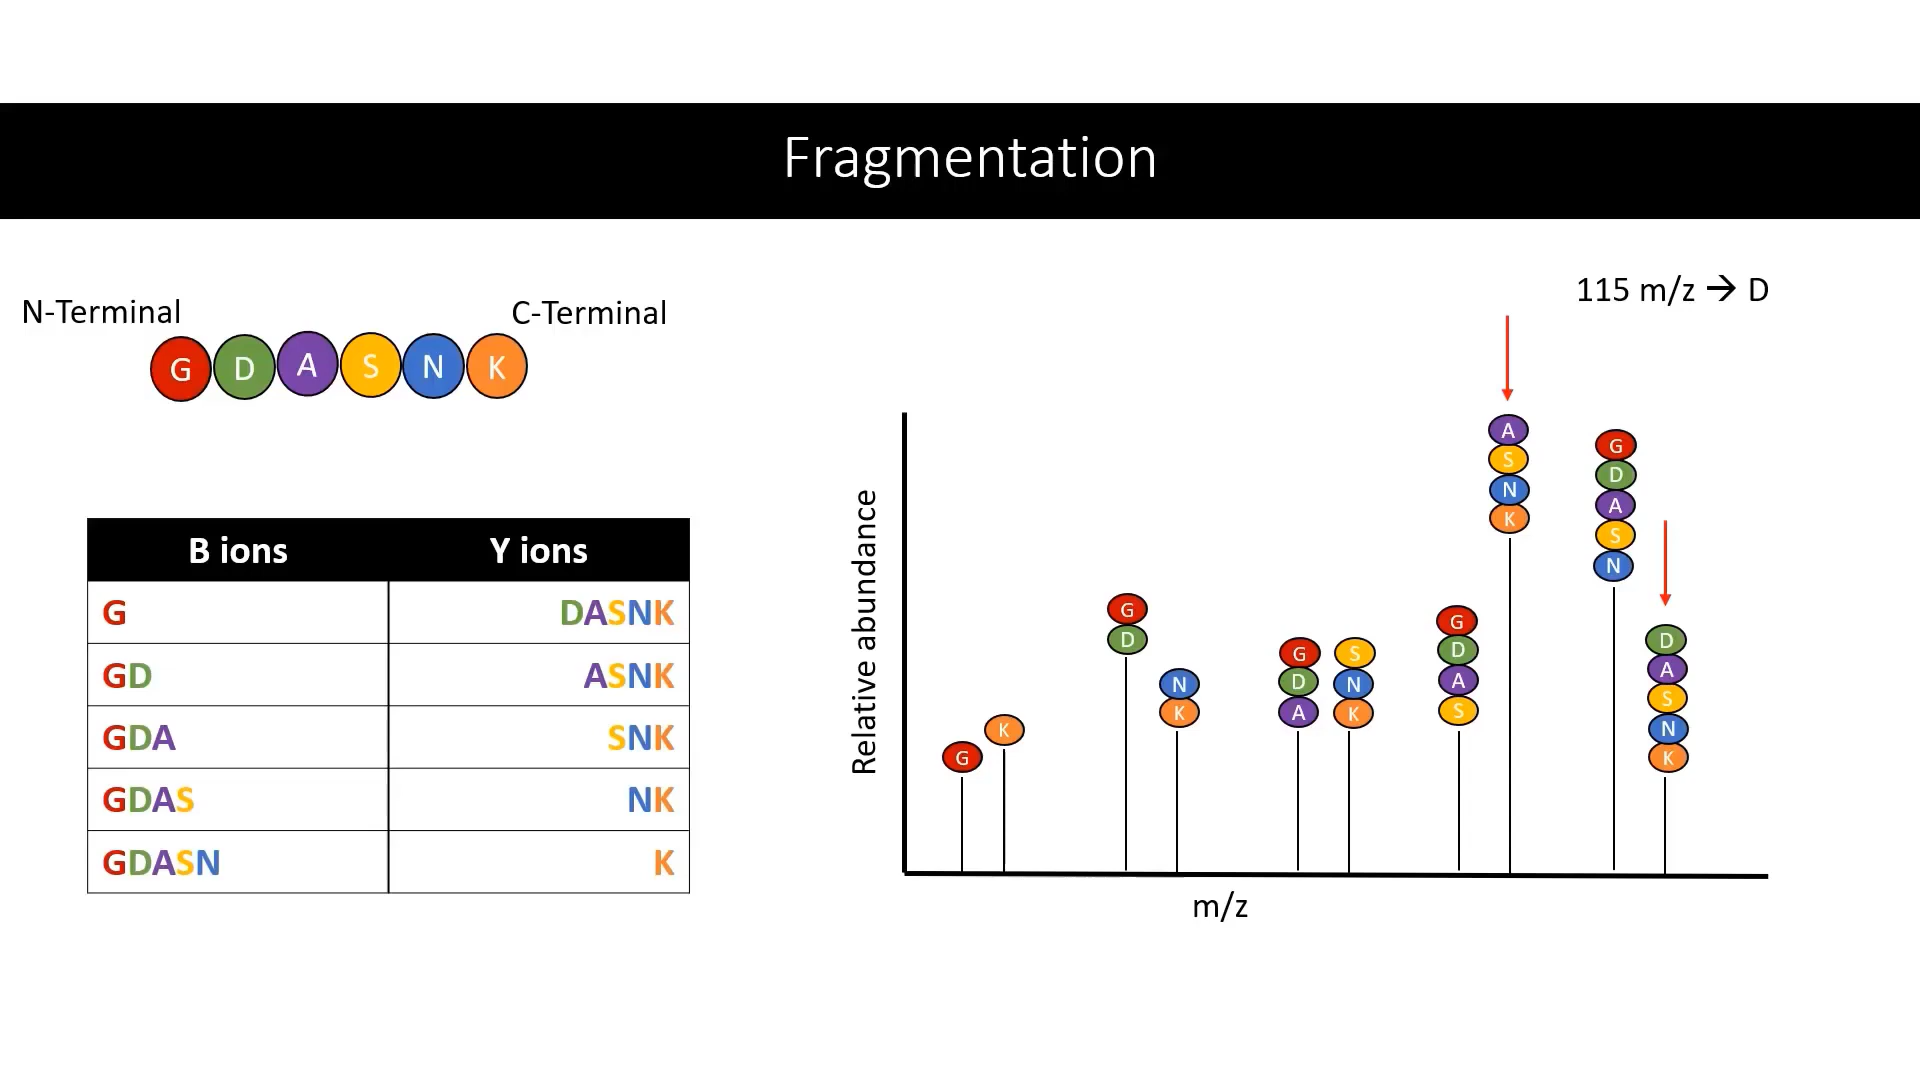 Fragmentation
N-Terminal
C-Terminal
G D A S N K
B ions Y ions
G DASNK
GD ASNK
GDA SNK
GDAS NK
GDASN K
115 m/z → D
Relative abundance
G
K
G
D
N
K
G
D
A
S
N
K
G
D
A
S
A
S
N
K
G
D
A
S
N
D
A
S
N
K
m/z